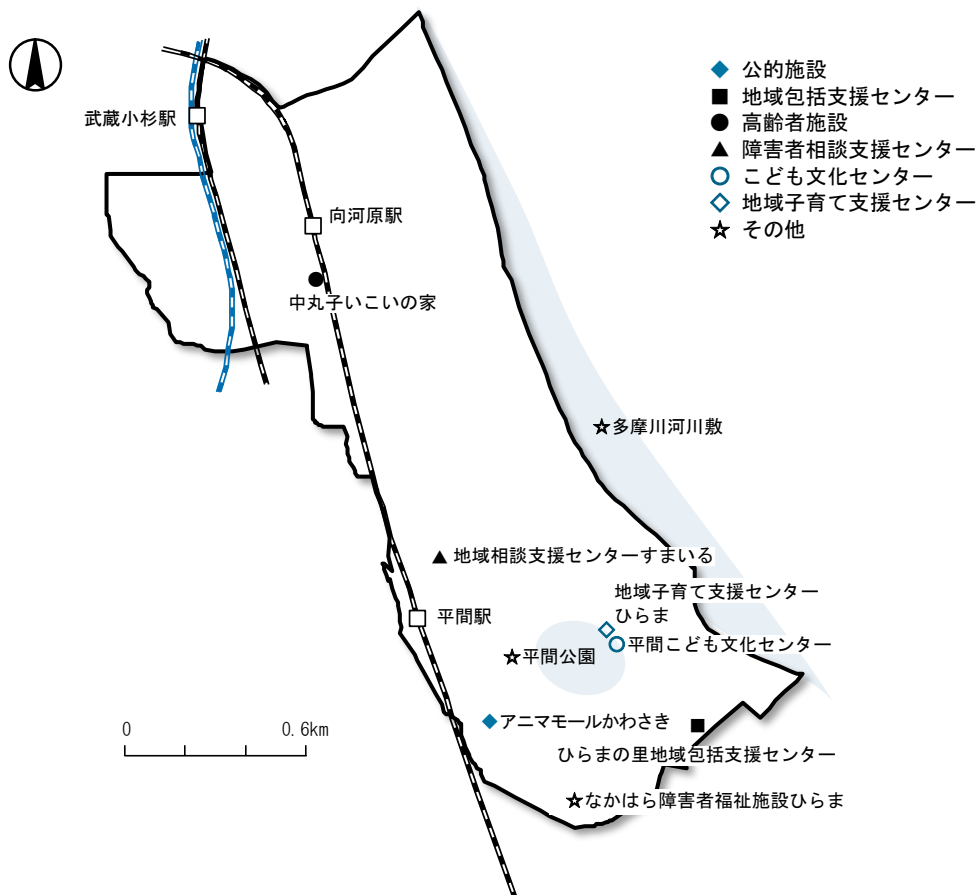 公的施設
地域包括支援センター
高齢者施設
障害者相談支援センター
こども文化センター
地域子育て支援センター
その他
武蔵小杉駅
向河原駅
中丸子いこいの家
多摩川河川敷
地域相談支援センターすまいる
地域子育て支援センター
ひらま
平間駅
平間こども文化センター
平間公園
アニマモールかわさき
0 0.6km
ひらまの里地域包括支援センター
なかはら障害者福祉施設ひらま